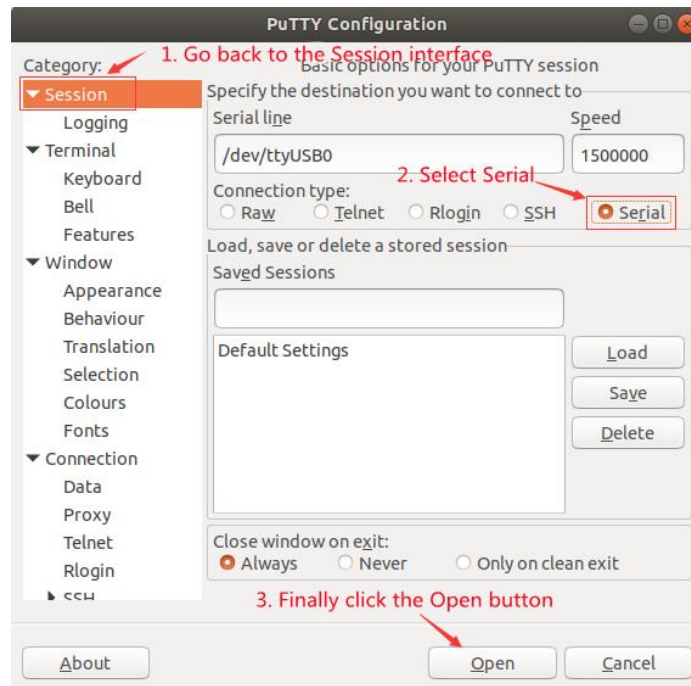 PuTTY Configuration
1. Go back to the Session interface
Category:
Basic options for your PuTTY session
Session
Logging
Terminal
Keyboard
Bell
Features
Window
Appearance
Behaviour
Translation
Selection
Colours
Fonts
Connection
Data
Proxy
Telnet
Rlogin
SSH
Specify the destination you want to connect to
Serial line
Speed
/dev/ttyUSB0
1500000
2. Select Serial
Connection type:
Raw Telnet Rlogin SSH Serial
Load, save or delete a stored session
Saved Sessions
Default Settings
Load
Save
Delete
Close window on exit:
Always Never Only on clean exit
3. Finally click the Open button
About
Open
Cancel